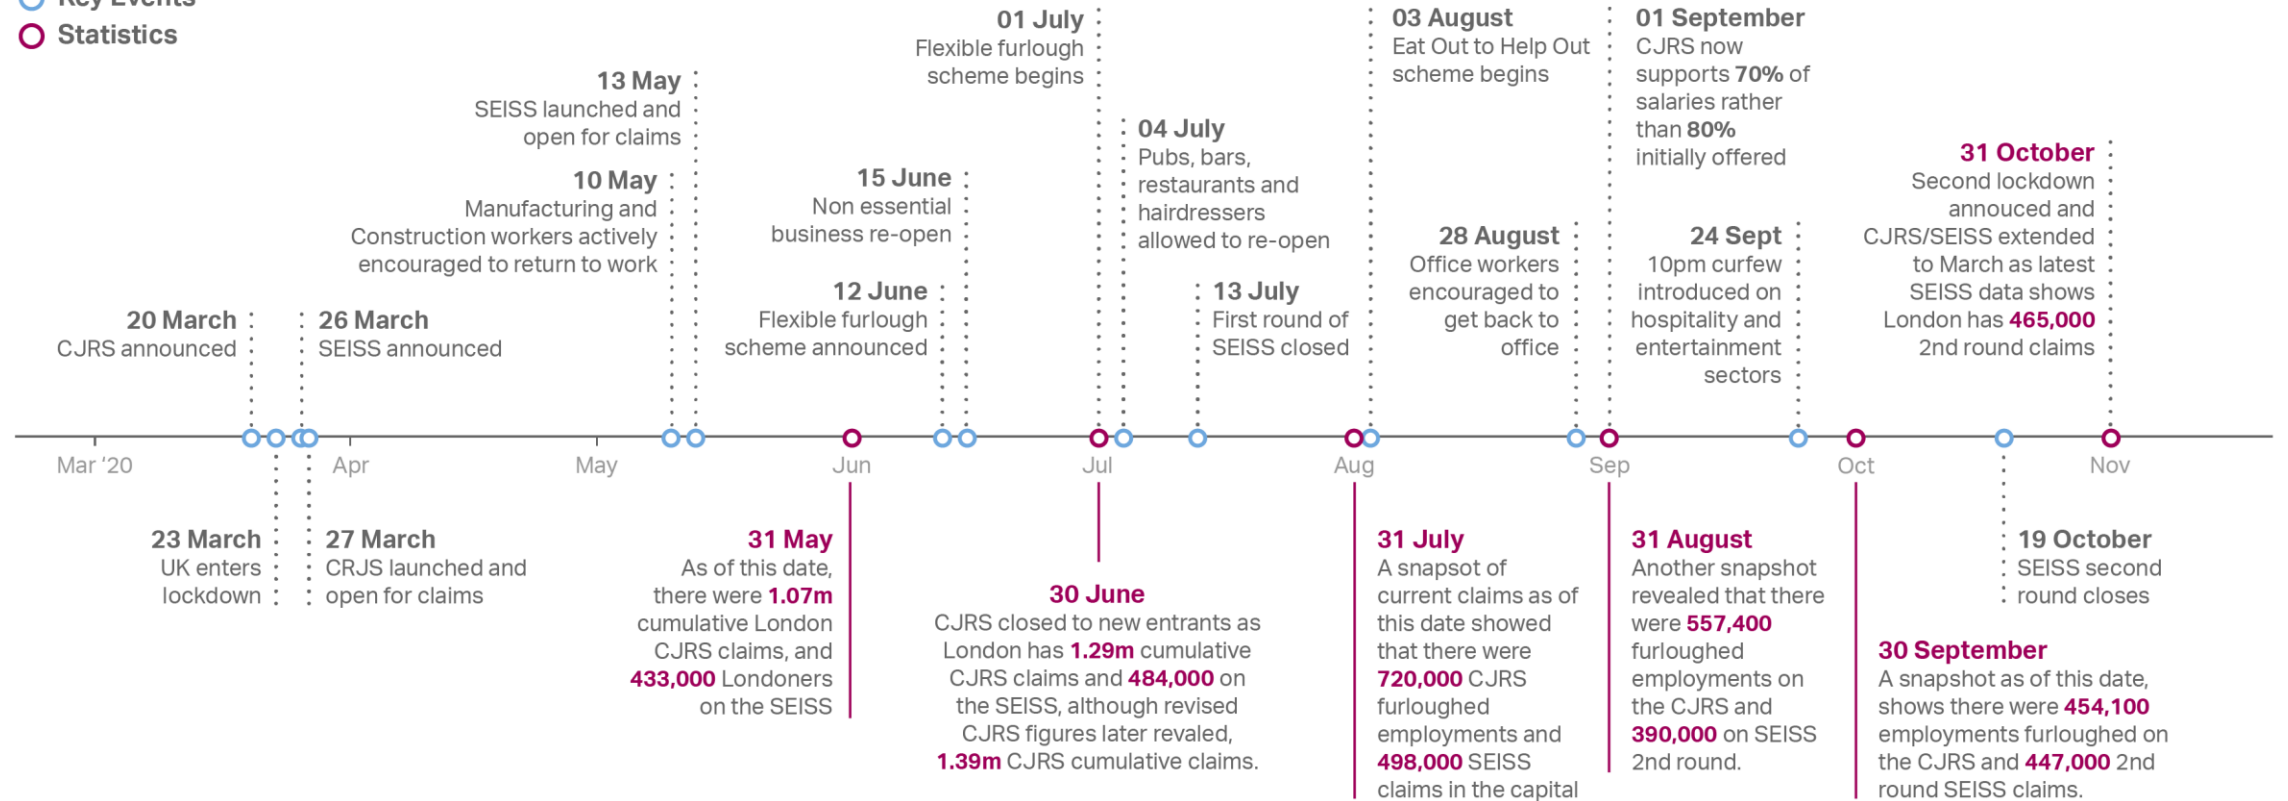 Key Events
Statistics
01 July
Flexible furlough
scheme begins
03 August
Eat Out to Help Out
scheme begins
01 September
CJRS now
supports 70% of
salaries rather
than 80%
initially offered
13 May
SEISS launched and
open for claims
04 July
Pubs, bars,
restaurants and
hairdressers
allowed to re-open
31 October
Second lockdown
annouced and
CJRS/SEISS extended
to March as latest
SEISS data shows
London has 465,000
2nd round claims
10 May
Manufacturing and
Construction workers actively
encouraged to return to work
15 June
Non essential
business re-open
28 August
Office workers
encouraged to
get back to
office
24 Sept
10pm curfew
introduced on
hospitality and
entertainment
sectors
12 June
Flexible furlough
scheme announced
13 July
First round of
SEISS closed
20 March
CJRS announced
26 March
SEISS announced
Mar ‘20
Apr
May
Jun
Jul
Aug
Sep
Oct
Nov
23 March
UK enters
lockdown
27 March
CRJS launched and
open for claims
31 May
As of this date,
there were 1.07m
cumulative London
CJRS claims, and
433,000 Londoners
on the SEISS
30 June
CJRS closed to new entrants as
London has 1.29m cumulative
CJRS claims and 484,000 on
the SEISS, although revised
CJRS figures later revaled,
1.39m CJRS cumulative claims.
31 July
A snapsot of
current claims as of
this date showed
that there were
720,000 CJRS
furloughed
employments and
498,000 SEISS
claims in the capital
31 August
Another snapshot
revealed that there
were 557,400
furloughed
employments on
the CJRS and
390,000 on SEISS
2nd round.
19 October
SEISS second
round closes
30 September
A snapshot as of this date,
shows there were 454,100
employments furloughed on
the CJRS and 447,000 2nd
round SEISS claims.